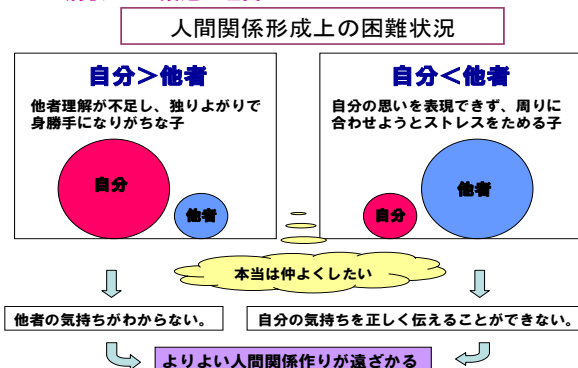 人間関係形成上の困難状況
自分＞他者
他者理解が不足し、独りよがりで
身勝手になりがちな子
自分
他者
自分＜他者
自分の思いを表現できず、周りに
合わせようとストレスをためる子
自分
他者
本当は仲よくしたい
他者の気持ちがわからない。
自分の気持ちを正しく伝えることができない。
よりよい人間関係作りが遠ざかる